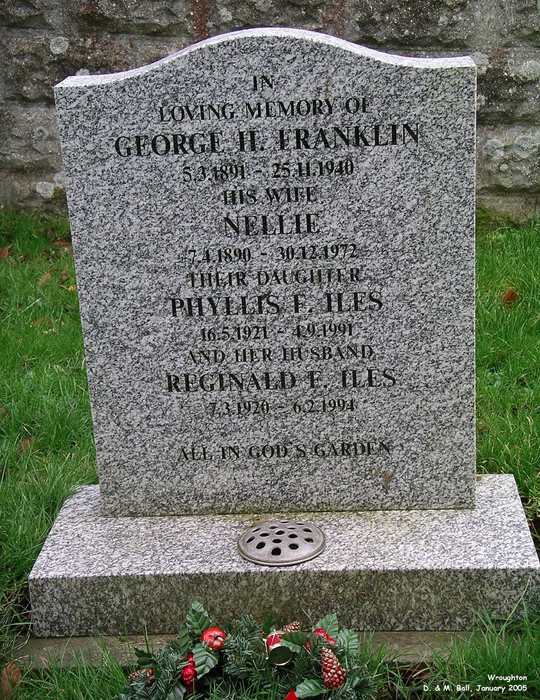 IN
LOVING MEMORY OF
GEORGE H. FRANKLIN
5.3.1891 - 25.11.1940
HIS WIFE
NELLIE
7.4.1890 - 30.12.1972
THEIR DAUGHTER
PHYLLIS F. ILES
16.5.1921 - 4.9.1991
AND HER HUSBAND
REGINALD E. ILES
7.3.1920 - 6.2.1994
ALL IN GOD'S GARDEN
Wroughton
D. & M. Ball, January 2005